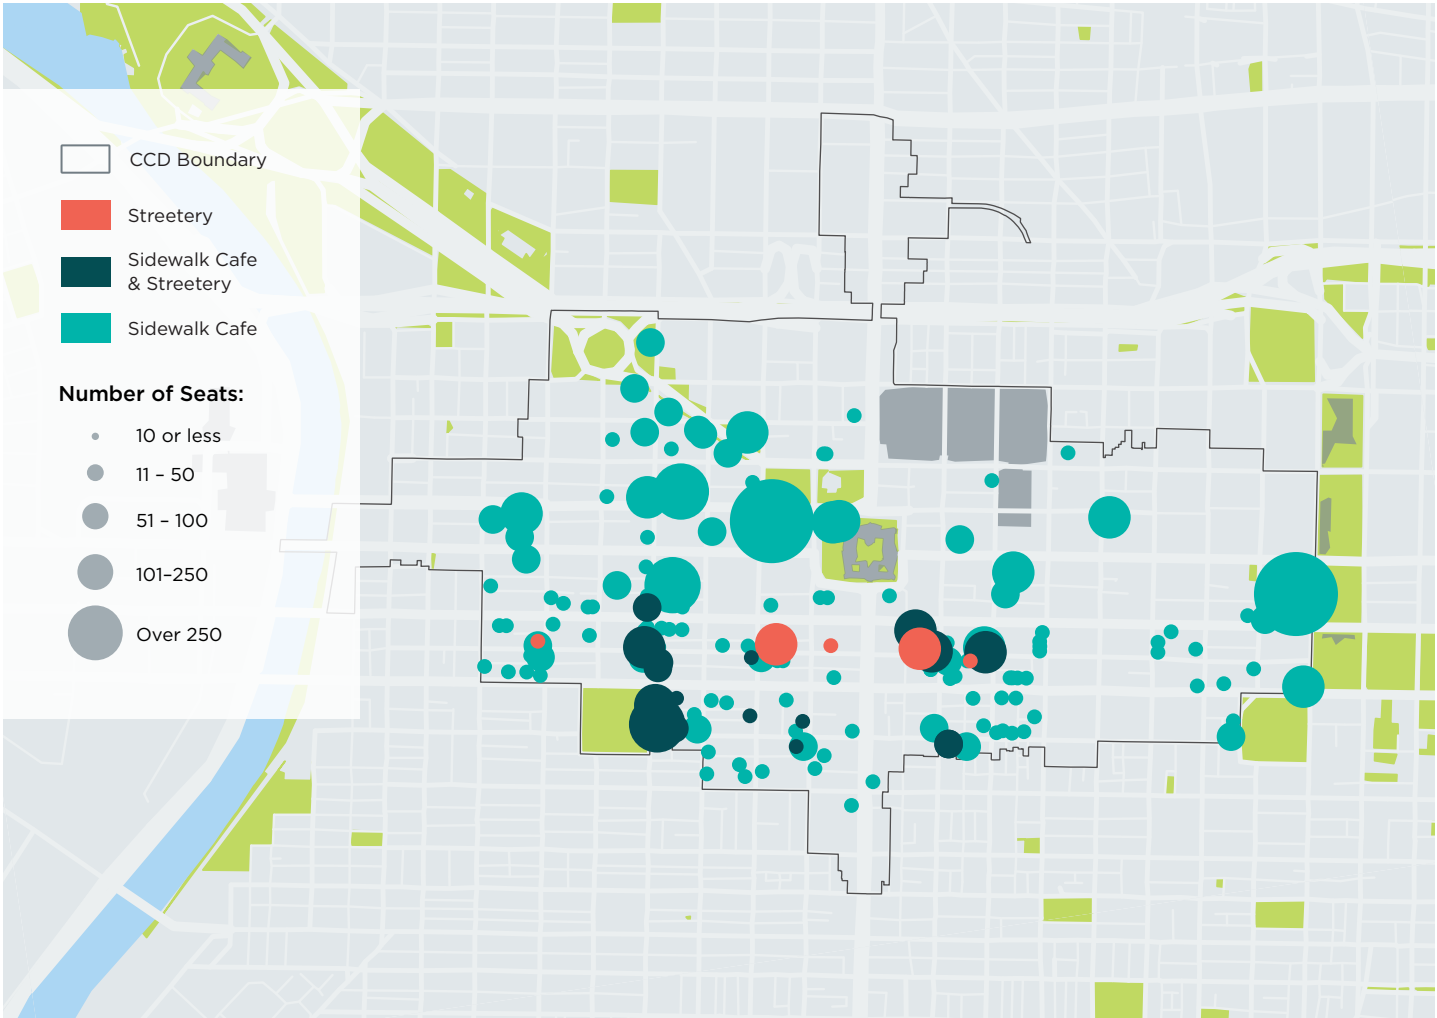 CCD Boundary
Streetery
Sidewalk Cafe
& Streetery
Sidewalk Cafe
Number of Seats:
10 or less
11 – 50
51 – 100
101–250
Over 250